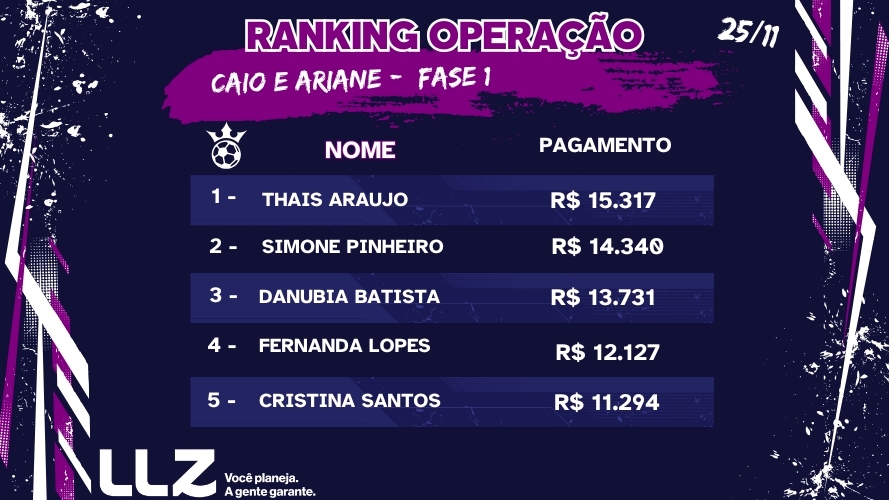 RANKING OPERAÇÃO
25/11
CAIO E ARIANE - FASE 1
NOME PAGAMENTO
1 - THAIS ARAUJO R$ 15.317
2 - SIMONE PINHEIRO R$ 14.340
3 - DANUBIA BATISTA R$ 13.731
4 - FERNANDA LOPES R$ 12.127
5 - CRISTINA SANTOS R$ 11.294
LLZ
Você planeja.
A gente garante.